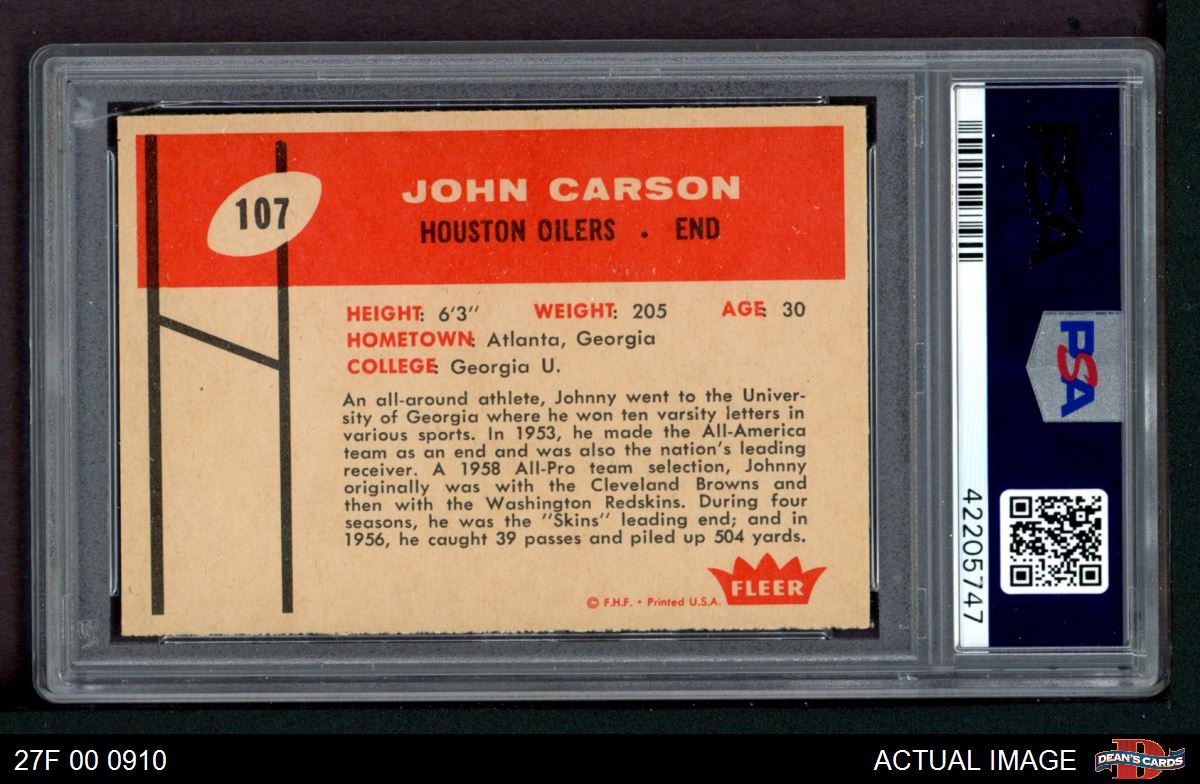 107
JOHN CARSON
HOUSTON OILERS . END
HEIGHT: 6'3" WEIGHT: 205 AGE: 30
HOMETOWN: Atlanta, Georgia
COLLEGE: Georgia U.
An all-around athlete, Johnny went to the Univer-
sity of Georgia where he won ten varsity letters in
various sports. In 1953, he made the All-America
team as an end and was also the nation's leading
receiver. A 1958 All-Pro team selection, Johnny
originally was with the Cleveland Browns and
then with the Washington Redskins. During four
seasons, he was the "Skins" leading end; and in
1956, he caught 39 passes and piled up 504 yards.
FLEER
© F.H.F. • Printed U.S.A.
PSA
PSA
42205747
27F 00 0910
ACTUAL IMAGE
D
DEAN'S CARDS